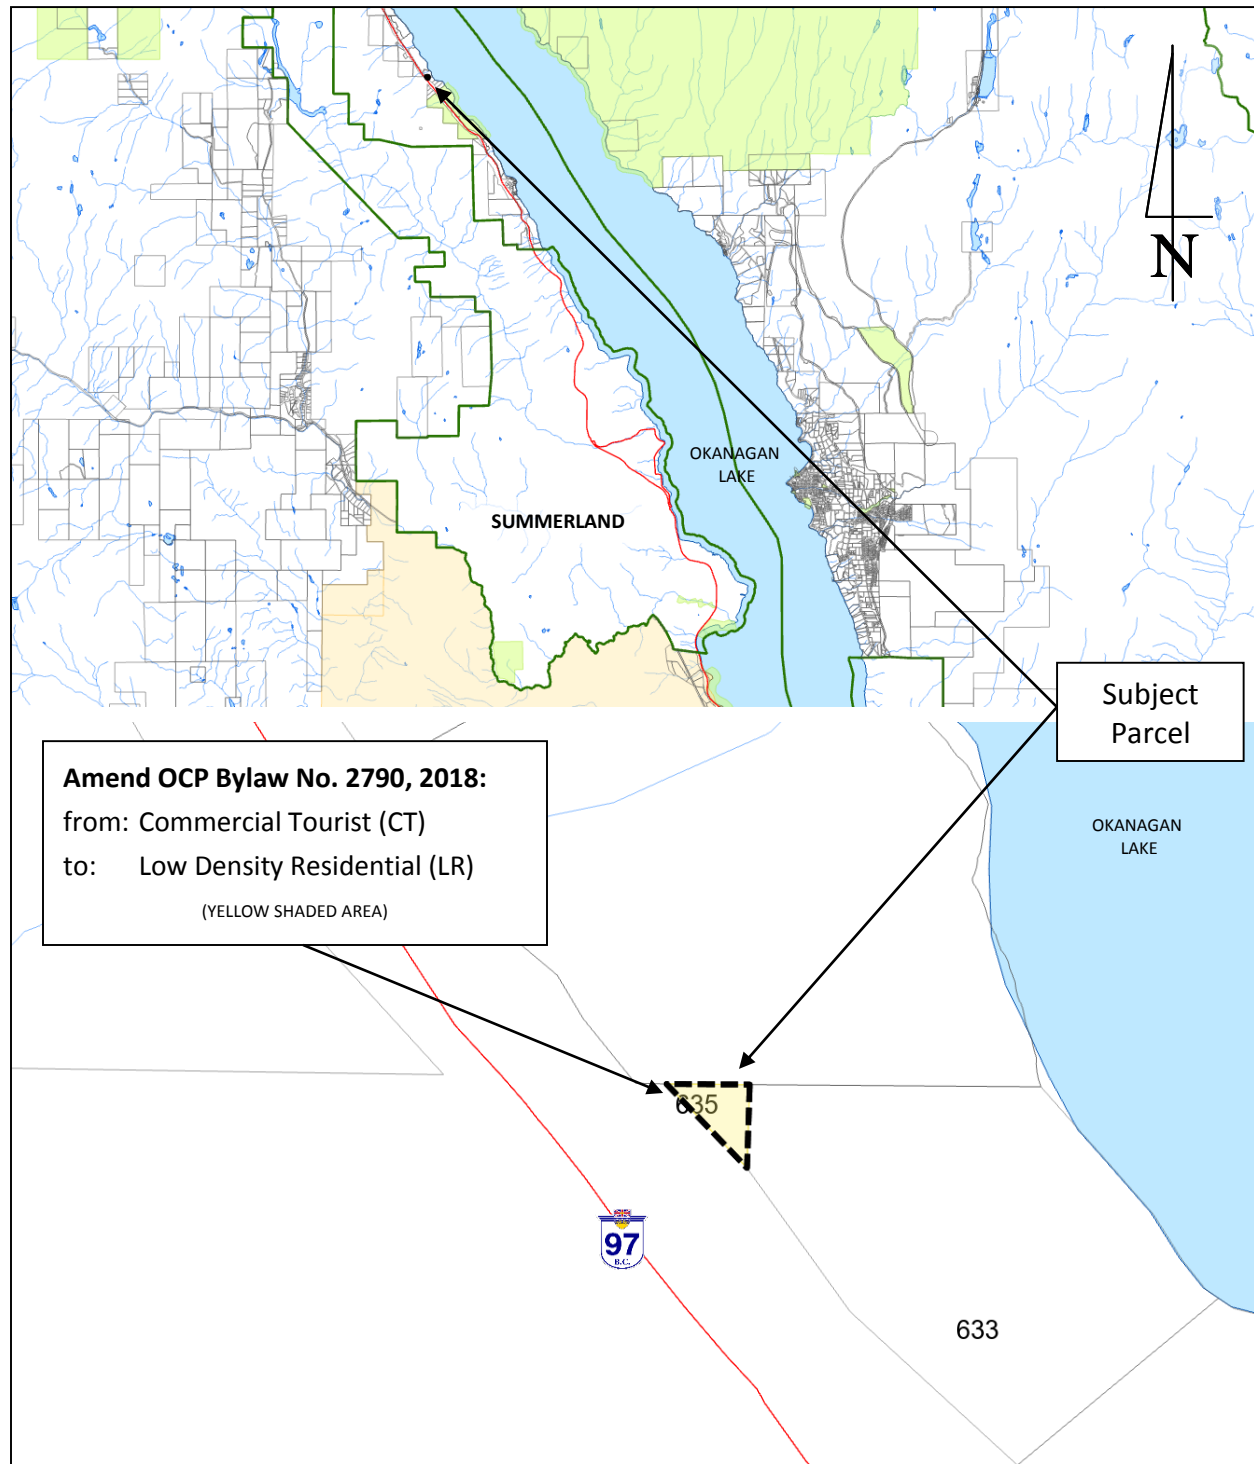 N
OKANAGAN
LAKE
SUMMERLAND
Subject
Parcel
Amend OCP Bylaw No. 2790, 2018:
from: Commercial Tourist (CT)
to: Low Density Residential (LR)
(YELLOW SHADED AREA)
OKANAGAN
LAKE
635
97
B.C.
633